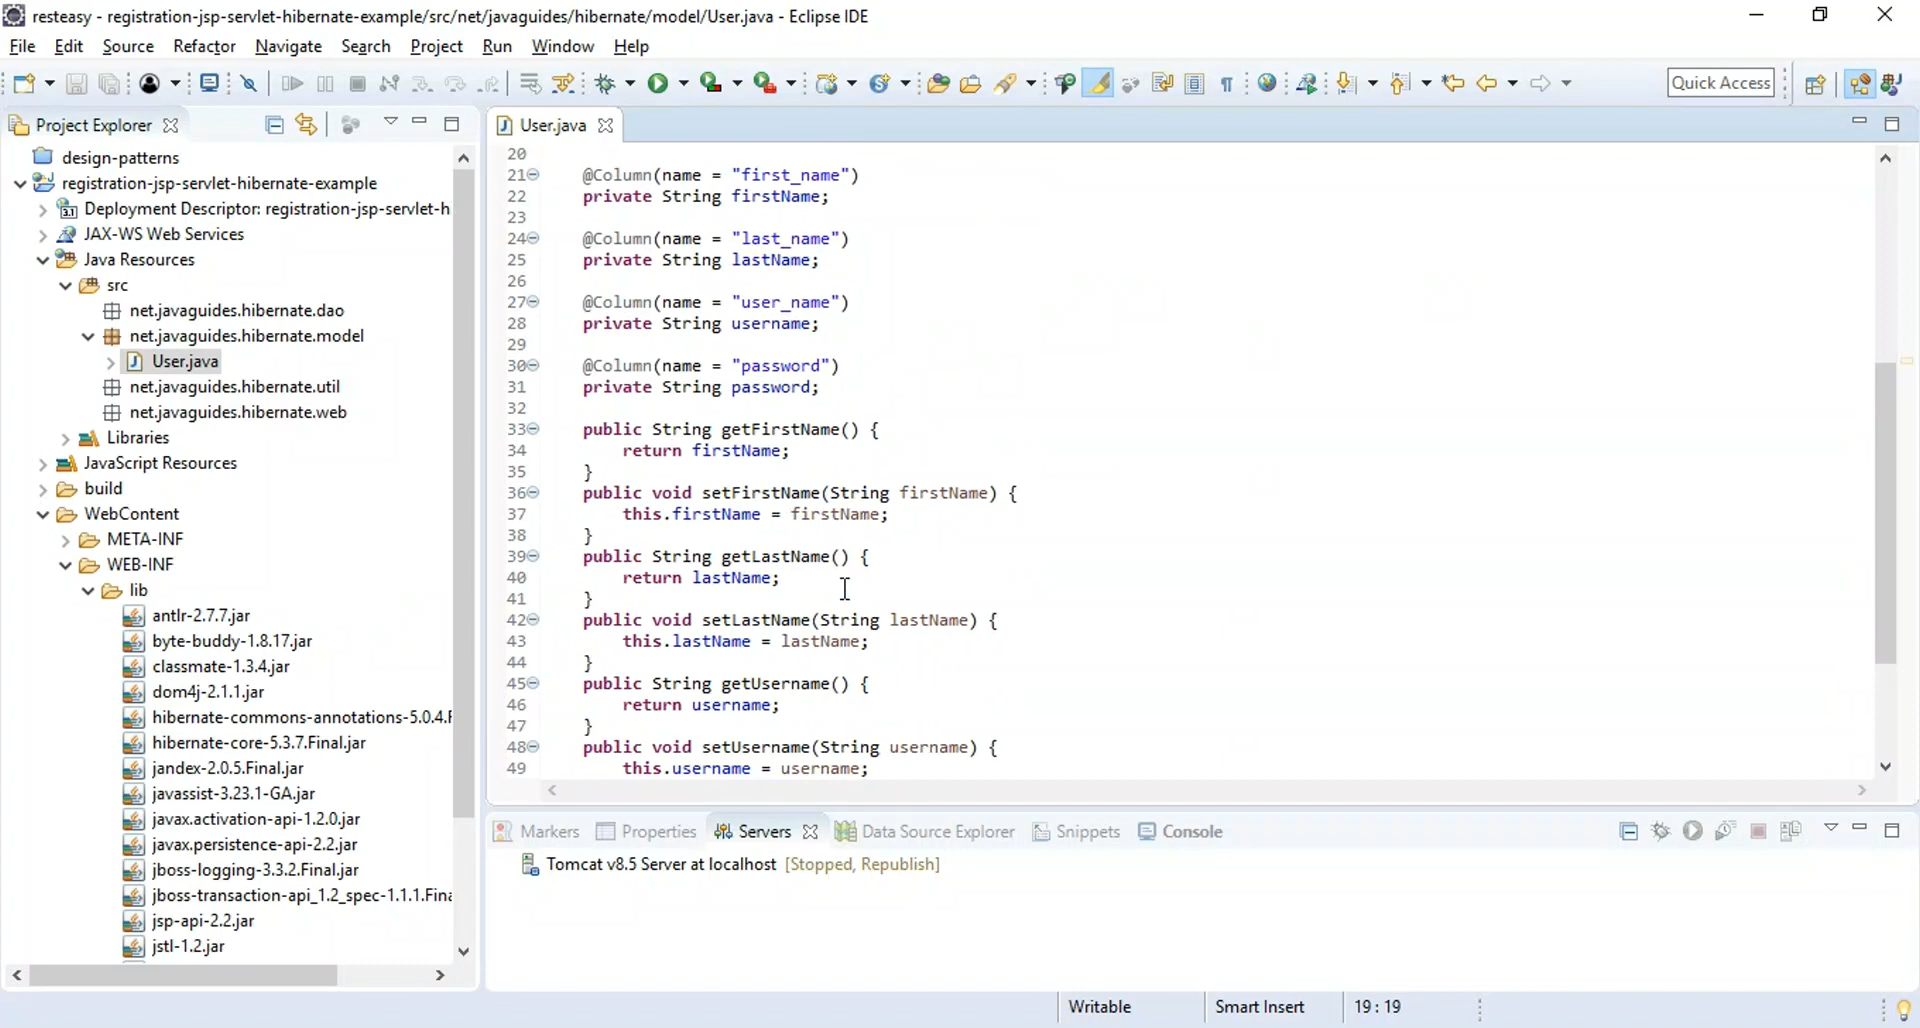 resteasy - registration-jsp-servlet-hibernate-example/src/net/javaguides/hibernate/model/User.java - Eclipse IDE
File Edit Source Refactor Navigate Search Project Run Window Help
Quick Access
Project Explorer
design-patterns
registration-jsp-servlet-hibernate-example
3.1 Deployment Descriptor: registration-jsp-servlet-h
JAX-WS Web Services
Java Resources
src
net.javaguides.hibernate.dao
net.javaguides.hibernate.model
User.java
net.javaguides.hibernate.util
net.javaguides.hibernate.web
Libraries
JavaScript Resources
build
WebContent
META-INF
WEB-INF
lib
antlr-2.7.7.jar
byte-buddy-1.8.17.jar
classmate-1.3.4.jar
dom4j-2.1.1.jar
hibernate-commons-annotations-5.0.4.F
hibernate-core-5.3.7.Final.jar
jandex-2.0.5.Final.jar
javassist-3.23.1-GA.jar
javax.activation-api-1.2.0.jar
javax.persistence-api-2.2.jar
jboss-logging-3.3.2.Final.jar
jboss-transaction-api_1.2_spec-1.1.1.Fina
jsp-api-2.2.jar
jstl-1.2.jar
User.java
20
21 @Column(name = "first_name")
22 private String firstName;
23
24 @Column(name = "last_name")
25 private String lastName;
26
27 @Column(name = "user_name")
28 private String username;
29
30 @Column(name = "password")
31 private String password;
32
33 public String getFirstName() {
34 return firstName;
35 }
36 public void setFirstName(String firstName) {
37 this.firstName = firstName;
38 }
39 public String getLastName() {
40 return lastName;
41 }
42 public void setLastName(String lastName) {
43 this.lastName = lastName;
44 }
45 public String getUsername() {
46 return username;
47 }
48 public void setUsername(String username) {
49 this.username = username;
Markers Properties Servers Data Source Explorer Snippets Console
Tomcat v8.5 Server at localhost [Stopped, Republish]
Writable Smart Insert 19 : 19